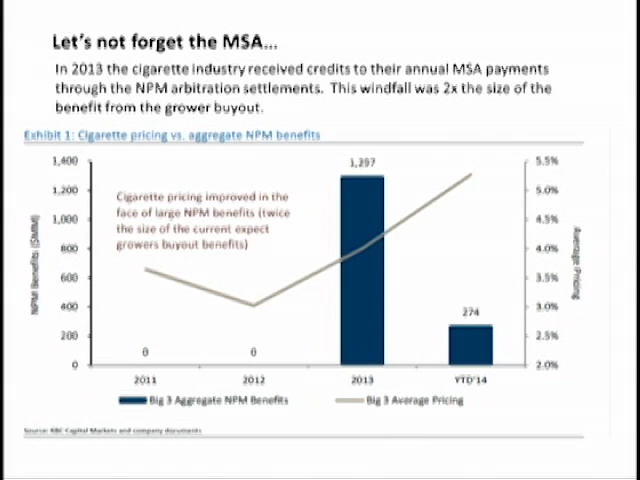 Let's not forget the MSA...
In 2013 the cigarette industry received credits to their annual MSA payments
through the NPM arbitration settlements. This windfall was 2x the size of the
benefit from the grower buyout.
Exhibit 1: Cigarette pricing vs. aggregate NPM benefits
1,400
1,200
1,000
800
600
400
200
0
NPM Benefits ($MM)
Cigarette pricing improved in the
face of large NPM benefits (twice
the size of the current expect
growers buyout benefits)
0
0
1,297
274
5.5%
5.0%
4.5%
4.0%
3.5%
3.0%
2.5%
2.0%
Average Pricing
2011
2012
2013
YTD'14
Big 3 Aggregate NPM Benefits
Big 3 Average Pricing
Source: RBC Capital Markets and company documents